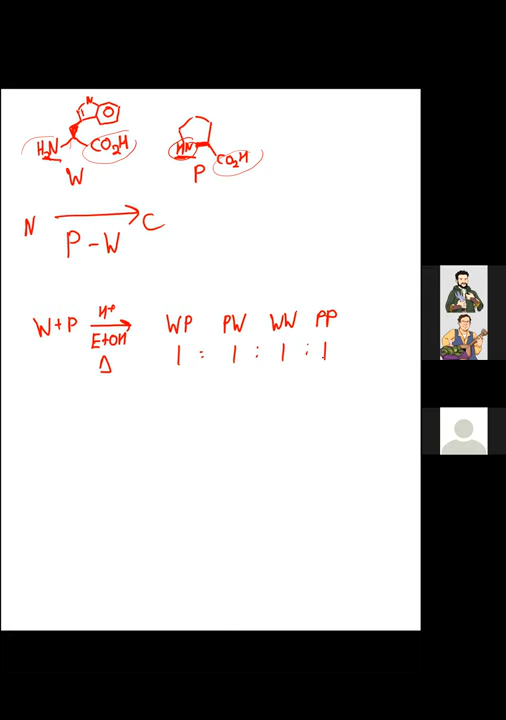 N
H₂N CO₂H HN CO₂H
W P
N P-W C
W+P H+ EtOH Δ WP PW WW PP
1 : 1 : 1 : 1